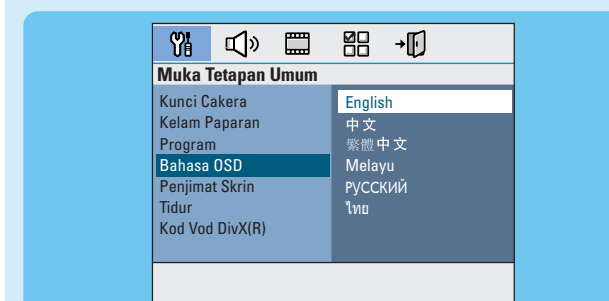 Muka Tetapan Umum
Kunci Cakera
Kelam Paparan
Program
Bahasa OSD
Penjimat Skrin
Tidur
Kod Vod DivX(R)
English
中文
繁體中文
Melayu
РУССКИЙ
ไทย